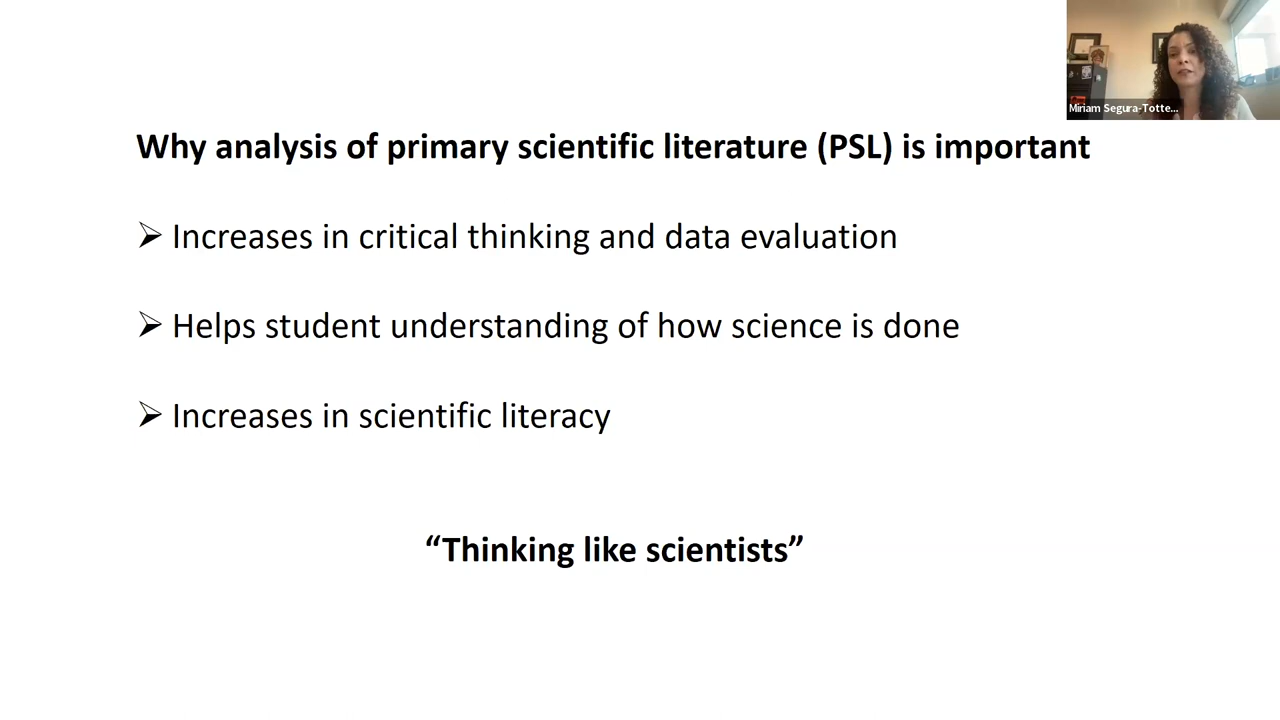 Miriam Segura-Totte...
Why analysis of primary scientific literature (PSL) is important
➢ Increases in critical thinking and data evaluation
➢ Helps student understanding of how science is done
➢ Increases in scientific literacy
“Thinking like scientists”